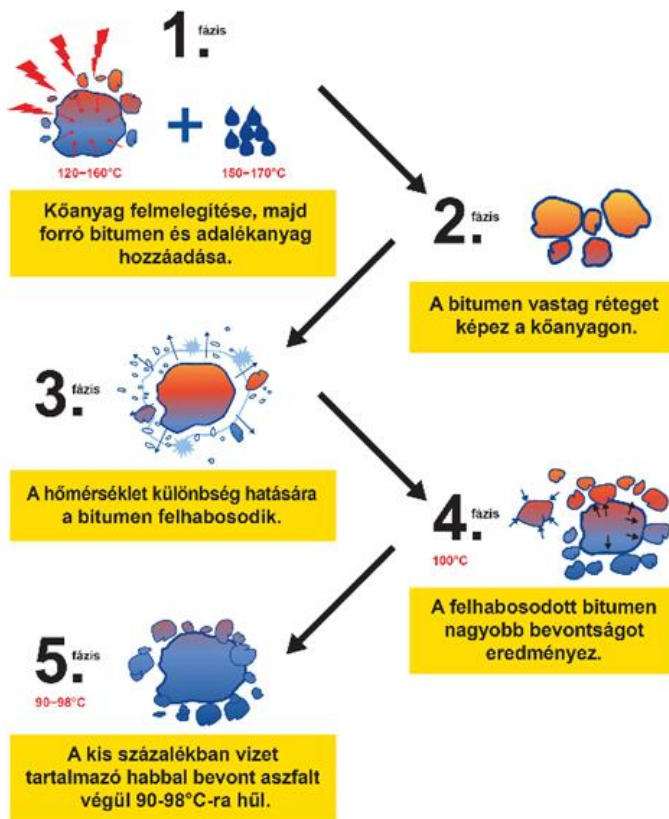 1. fázis
120–160°C
+
150–170°C
Kőanyag felmelegítése, majd
forró bitumen és adalékanyag
hozzáadása.
2. fázis
A bitumen vastag réteget
képez a kőanyagon.
3. fázis
A hőmérséklet különbség hatására
a bitumen felhabosodik.
4. fázis
100°C
A felhabosodott bitumen
nagyobb bevontságot
eredményez.
5. fázis
90–98°C
A kis százalékban vizet
tartalmazó habbal bevont aszfalt
végül 90-98°C-ra hűl.